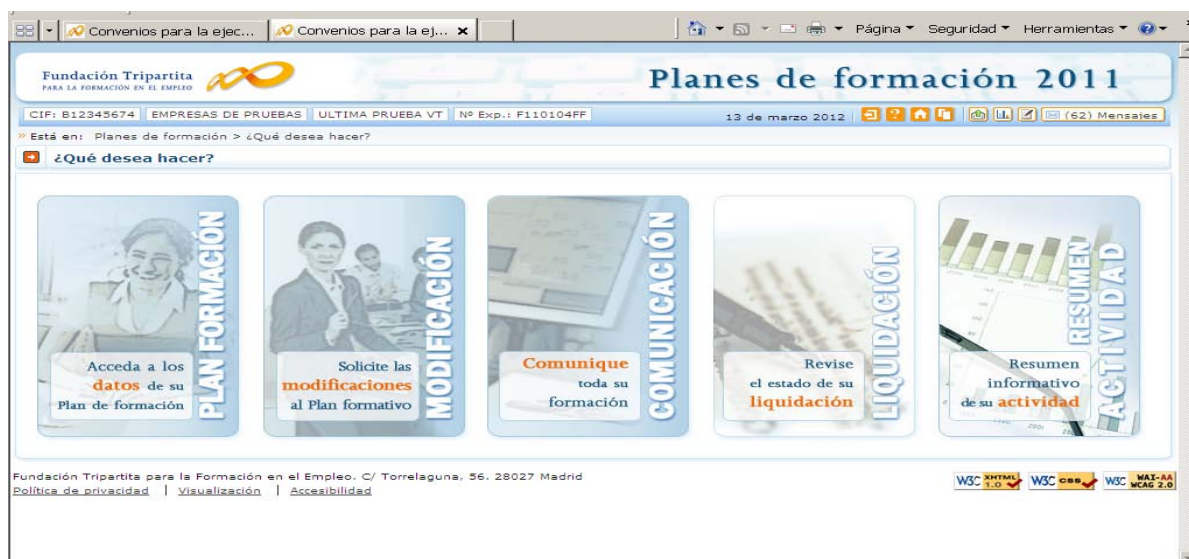 Convenios para la ejec...
Convenios para la ej...
Página
Seguridad
Herramientas
Fundación Tripartita
PARA LA FORMACIÓN EN EL EMPLEO
Planes de formación 2011
CIF: B12345674
EMPRESAS DE PRUEBAS
ULTIMA PRUEBA VT
Nº Exp.: F110104FF
13 de marzo 2012
(62) Mensajes
» Está en: Planes de formación > ¿Qué desea hacer?
¿Qué desea hacer?
PLAN FORMACIÓN
Acceda a los
datos de su
Plan de formación
MODIFICACIÓN
Solicite las
modificaciones
al Plan formativo
COMUNICACIÓN
Comunique
toda su
formación
LIQUIDACIÓN
Revise
el estado de su
liquidación
RESUMEN
ACTIVIDAD
Resumen
informativo
de su actividad
Fundación Tripartita para la Formación en el Empleo. C/ Torrelaguna, 56. 28027 Madrid
Política de privacidad | Visualización | Accesibilidad
W3C XHTML 1.0
W3C css
W3C WAI-AA WCAG 2.0